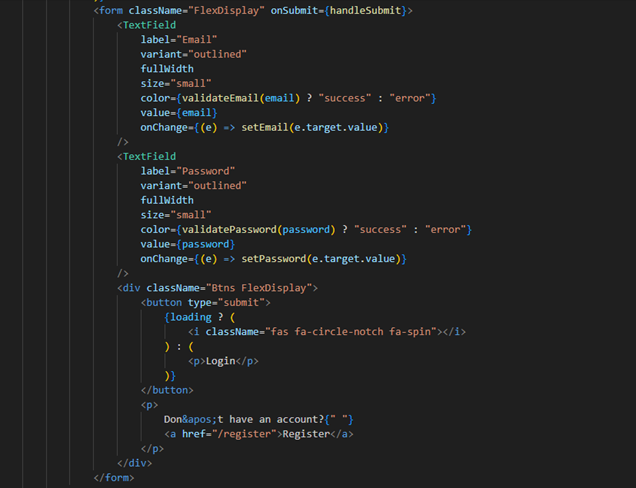 <form className="FlexDisplay" onSubmit={handleSubmit}>
<TextField
label="Email"
variant="outlined"
fullWidth
size="small"
color={validateEmail(email) ? "success" : "error"}
value={email}
onChange={(e) => setEmail(e.target.value)}
/>
<TextField
label="Password"
variant="outlined"
fullWidth
size="small"
color={validatePassword(password) ? "success" : "error"}
value={password}
onChange={(e) => setPassword(e.target.value)}
/>
<div className="Btns FlexDisplay">
<button type="submit">
{loading ? (
<i className="fas fa-circle-notch fa-spin"></i>
) : (
<p>Login</p>
)}
</button>
<p>
Don&apos;t have an account?{" "}
<a href="/register">Register</a>
</p>
</div>
</form>